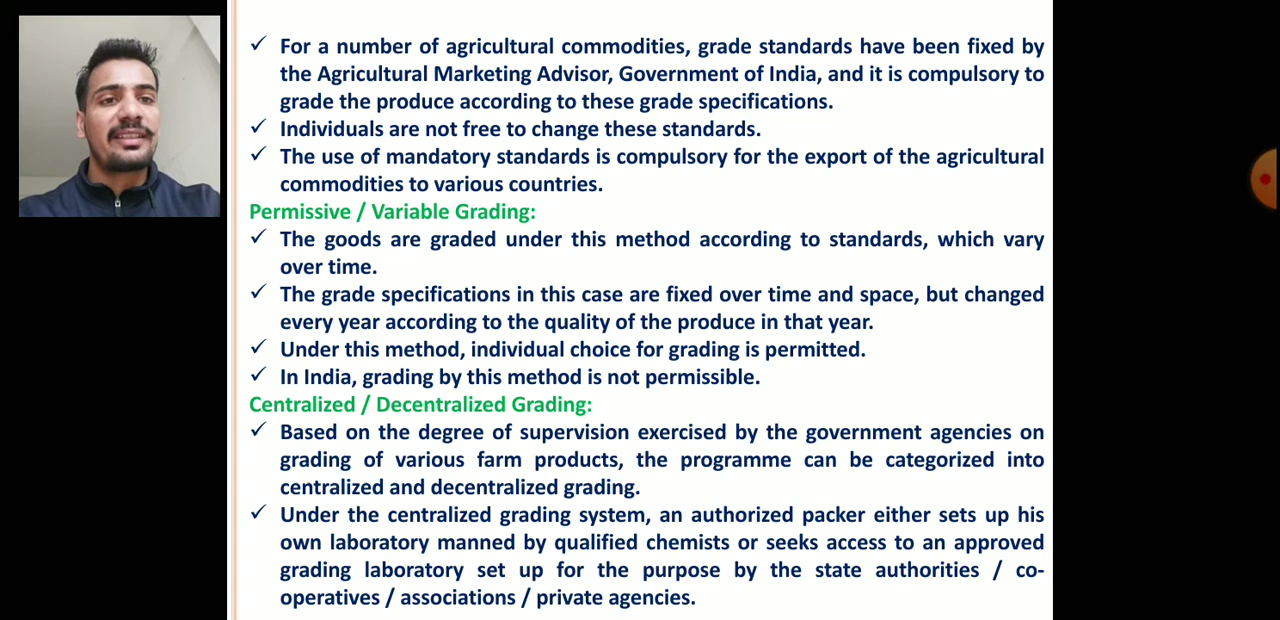 ✓ For a number of agricultural commodities, grade standards have been fixed by
the Agricultural Marketing Advisor, Government of India, and it is compulsory to
grade the produce according to these grade specifications.
✓ Individuals are not free to change these standards.
✓ The use of mandatory standards is compulsory for the export of the agricultural
commodities to various countries.
Permissive / Variable Grading:
✓ The goods are graded under this method according to standards, which vary
over time.
✓ The grade specifications in this case are fixed over time and space, but changed
every year according to the quality of the produce in that year.
✓ Under this method, individual choice for grading is permitted.
✓ In India, grading by this method is not permissible.
Centralized / Decentralized Grading:
✓ Based on the degree of supervision exercised by the government agencies on
grading of various farm products, the programme can be categorized into
centralized and decentralized grading.
✓ Under the centralized grading system, an authorized packer either sets up his
own laboratory manned by qualified chemists or seeks access to an approved
grading laboratory set up for the purpose by the state authorities / co-
operatives / associations / private agencies.